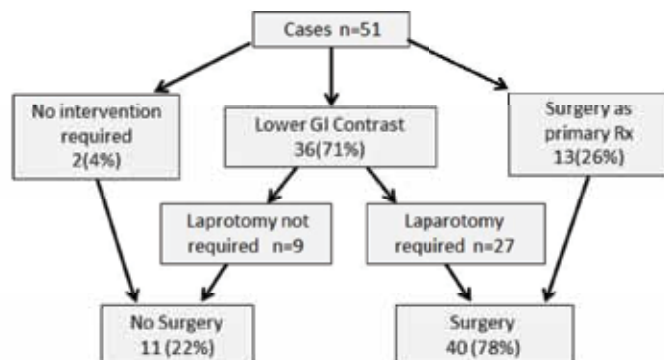 Cases n=51
No intervention
required
2(4%)
Lower GI Contrast
36(71%)
Surgery as
primary Rx
13(26%)
Laprotomy not
required n=9
Laparotomy
required n=27
No Surgery
11 (22%)
Surgery
40 (78%)